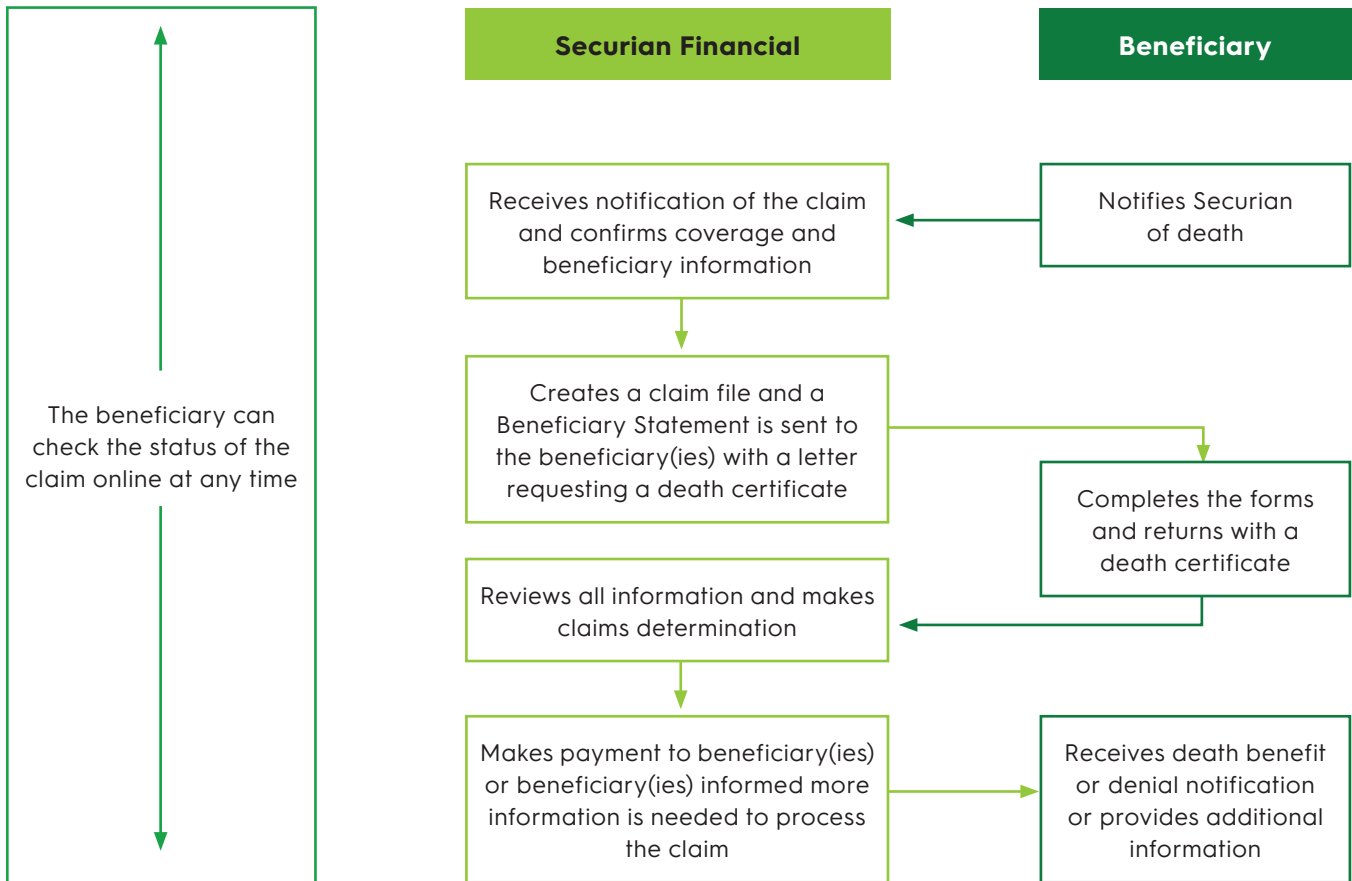 Securian Financial
Beneficiary
The beneficiary can
check the status of the
claim online at any time
Receives notification of the claim
and confirms coverage and
beneficiary information
Notifies Securian
of death
Creates a claim file and a
Beneficiary Statement is sent to
the beneficiary(ies) with a letter
requesting a death certificate
Completes the forms
and returns with a
death certificate
Reviews all information and makes
claims determination
Makes payment to beneficiary(ies)
or beneficiary(ies) informed more
information is needed to process
the claim
Receives death benefit
or denial notification
or provides additional
information